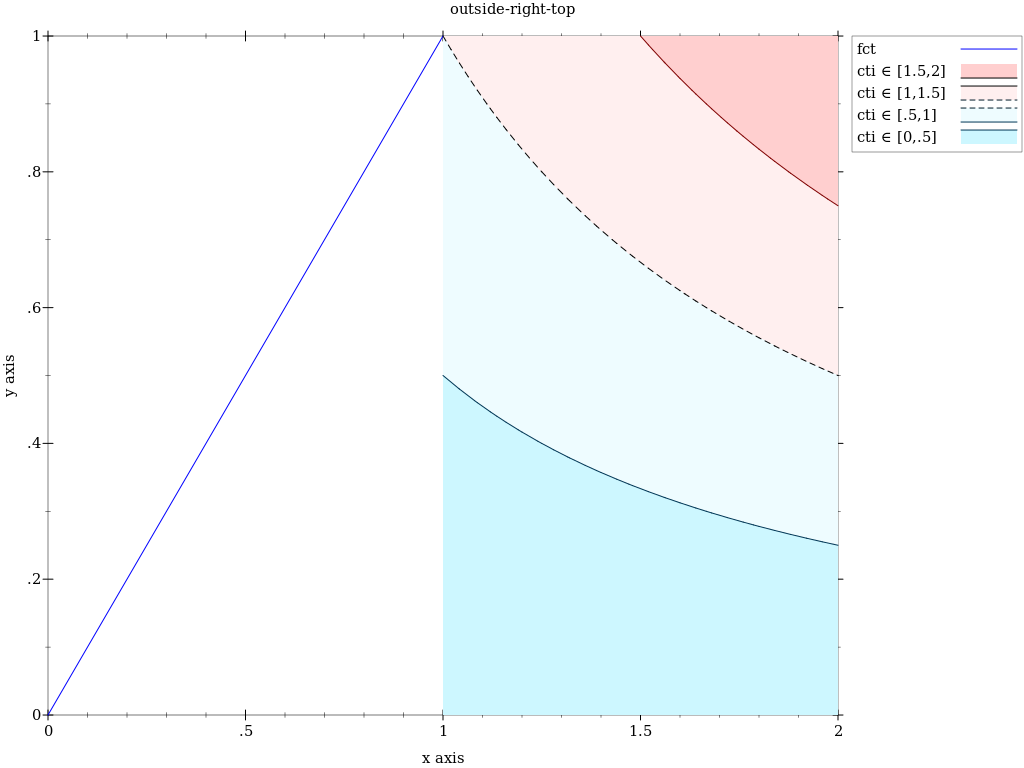 outside-right-top
fct
cti ∈ [1.5,2]
cti ∈ [1,1.5]
cti ∈ [.5,1]
cti ∈ [0,.5]
1
.8
.6
.4
.2
0
y axis
0 .5 1 1.5 2
x axis